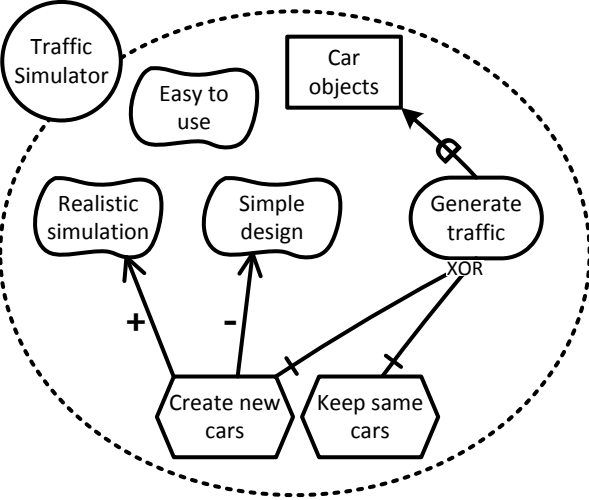 Traffic
Simulator
Car
objects
Easy to
use
Realistic
simulation
Simple
design
Generate
traffic
XOR
+
-
Create new
cars
Keep same
cars